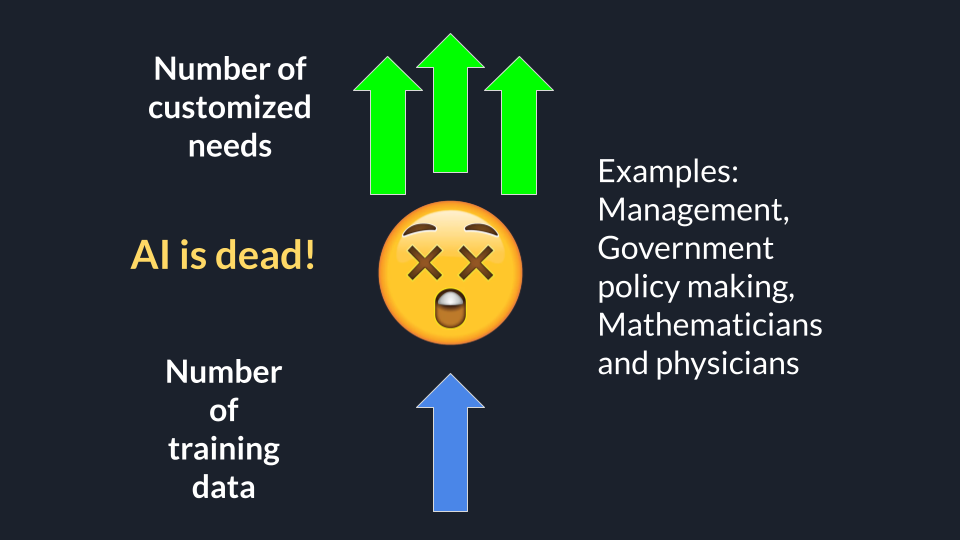 Number of
customized
needs
AI is dead!
Number
of
training
data
Examples:
Management,
Government
policy making,
Mathematicians
and physicians